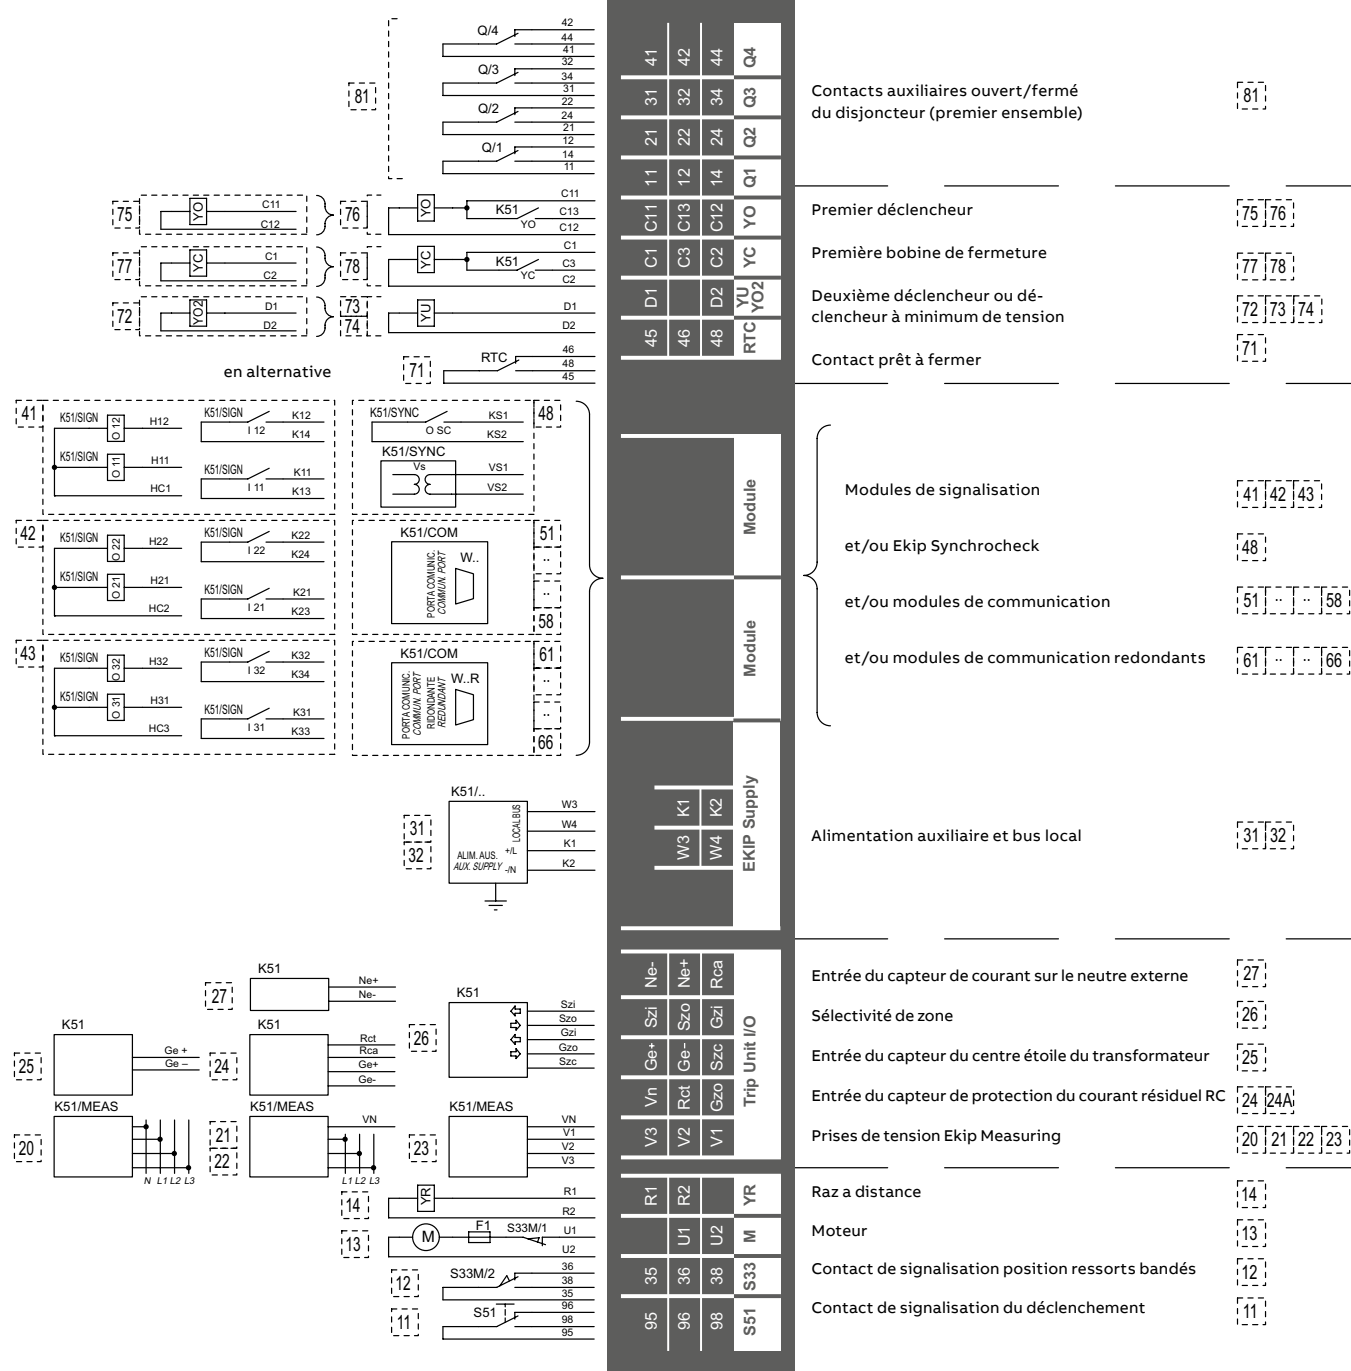 Q/4 42
44
41
Q/3 32
34
31
Q/2 22
24
21
Q/1 12
14
11
81
41 42 44 Q4
31 32 34 Q3
21 22 24 Q2
11 12 14 Q1
Contacts auxiliaires ouvert/fermé
du disjoncteur (premier ensemble)
81
75 YO C11
C12
76 YO K51 YO C11
C13
C12
C11 C13 C12 YO
Premier déclencheur
75 76
77 YC C1
C2
78 YC K51 YC C1
C3
C2
C1 C3 C2 YC
Première bobine de fermeture
77 78
72 YO2 D1
D2
73
74
YU D1
D2
D1 D2 YU
YO2
Deuxième déclencheur ou dé-
clencheur à minimum de tension
72 73 74
en alternative
71 RTC 46
48
45
45 46 48 RTC
Contact prêt à fermer
71
41 K51/SIGN O 12 H12
K51/SIGN O 11 H11
HC1
K51/SIGN I 12 K12
K14
K51/SIGN I 11 K11
K13
K51/SYNC O SC KS1
KS2
K51/SYNC
Vs VS1
VS2
48
42 K51/SIGN O 22 H22
K51/SIGN O 21 H21
HC2
K51/SIGN I 22 K22
K24
K51/SIGN I 21 K21
K23
K51/COM
PORTA COMUNIC.
COMMUN. PORT
W..
51
..
..
58
43 K51/SIGN O 32 H32
K51/SIGN O 31 H31
HC3
K51/SIGN I 32 K32
K34
K51/SIGN I 31 K31
K33
K51/COM
PORTA COMUNIC.
COMMUN. PORT
RIDONDANTE
REDUNDANT
W..R
61
..
..
66
Module
Module
Modules de signalisation
41 42 43
et/ou Ekip Synchrocheck
48
et/ou modules de communication
51 .. .. 58
et/ou modules de communication redondants
61 .. .. 66
31
32
K51/..
LOCAL BUS
ALIM. AUS.
AUX. SUPPLY
+/L
-/N
W3
W4
K1
K2
K1 K2
W3 W4
EKIP Supply
Alimentation auxiliaire et bus local
31 32
27 K51 Ne+
Ne-
25 K51 Ge +
Ge –
24 K51 Rct
Rca
Ge+
Ge-
26 K51 Szi
Szo
Gzi
Gzo
Szc
20 K51/MEAS
N L1 L2 L3
21
22
K51/MEAS VN
L1 L2 L3
23 K51/MEAS VN
V1
V2
V3
Ne- Ne+ Rca
Szi Szo Gzi
Ge+ Ge- Szc
Vn Rct Gzo
V3 V2 V1
Trip Unit I/O
Entrée du capteur de courant sur le neutre externe
27
Sélectivité de zone
26
Entrée du capteur du centre étoile du transformateur
25
Entrée du capteur de protection du courant résiduel RC
24 24A
Prises de tension Ekip Measuring
20 21 22 23
14 YR R1
R2
R1 R2 YR
Raz a distance
14
13 M F1 S33M/1 U1
U2
U1 U2 M
Moteur
13
12 S33M/2 36
38
35
35 36 38 S33
Contact de signalisation position ressorts bandés
12
11 S51 96
98
95
95 96 98 S51
Contact de signalisation du déclenchement
11